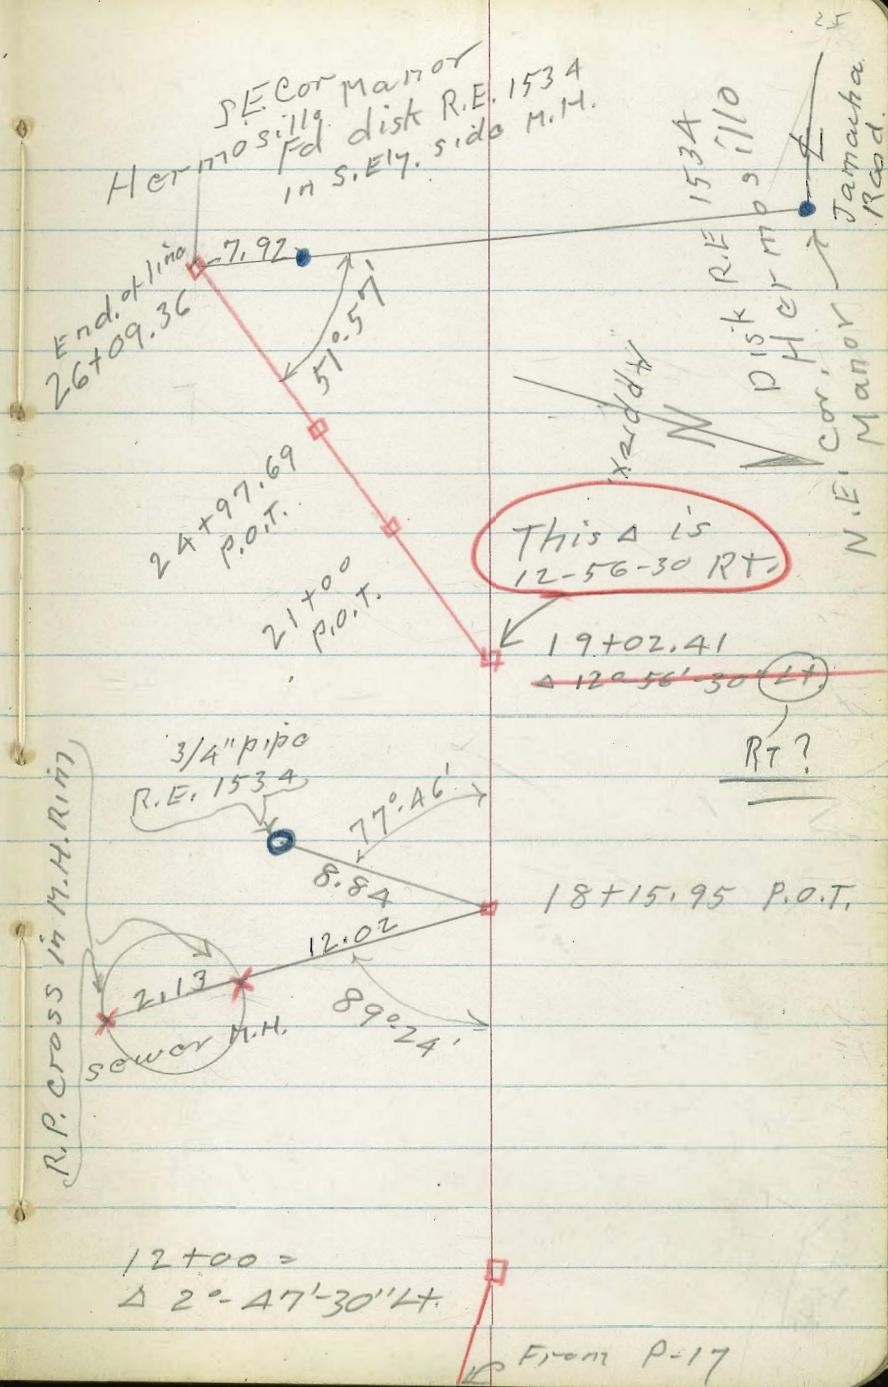 25
S.E. Cor Manor
Hermosillo
Fd disk R.E. 1534
in S.Ely. side M.H.
7.92
51°-57'
End. of line
26+09.36
N.E. Cor. Disk R.E 1534
Manor Hermosillo
℄
Jamacha
Road.
Apprx.
N
24+97.69
P.O.T.
21+00
P.O.T.
This Δ is
12-56-30 RT.
19+02.41
Δ 12°-56'-30" Lt.
RT?
3/4" pipe
R.E. 1534
77°-46'
8.84
18+15.95 P.O.T.
12.02
2.13
89°-24'
Sewer M.H.
R.P. Cross in M.H. Rim
12+00 =
Δ 2°-47'-30" Lt.
From P-17